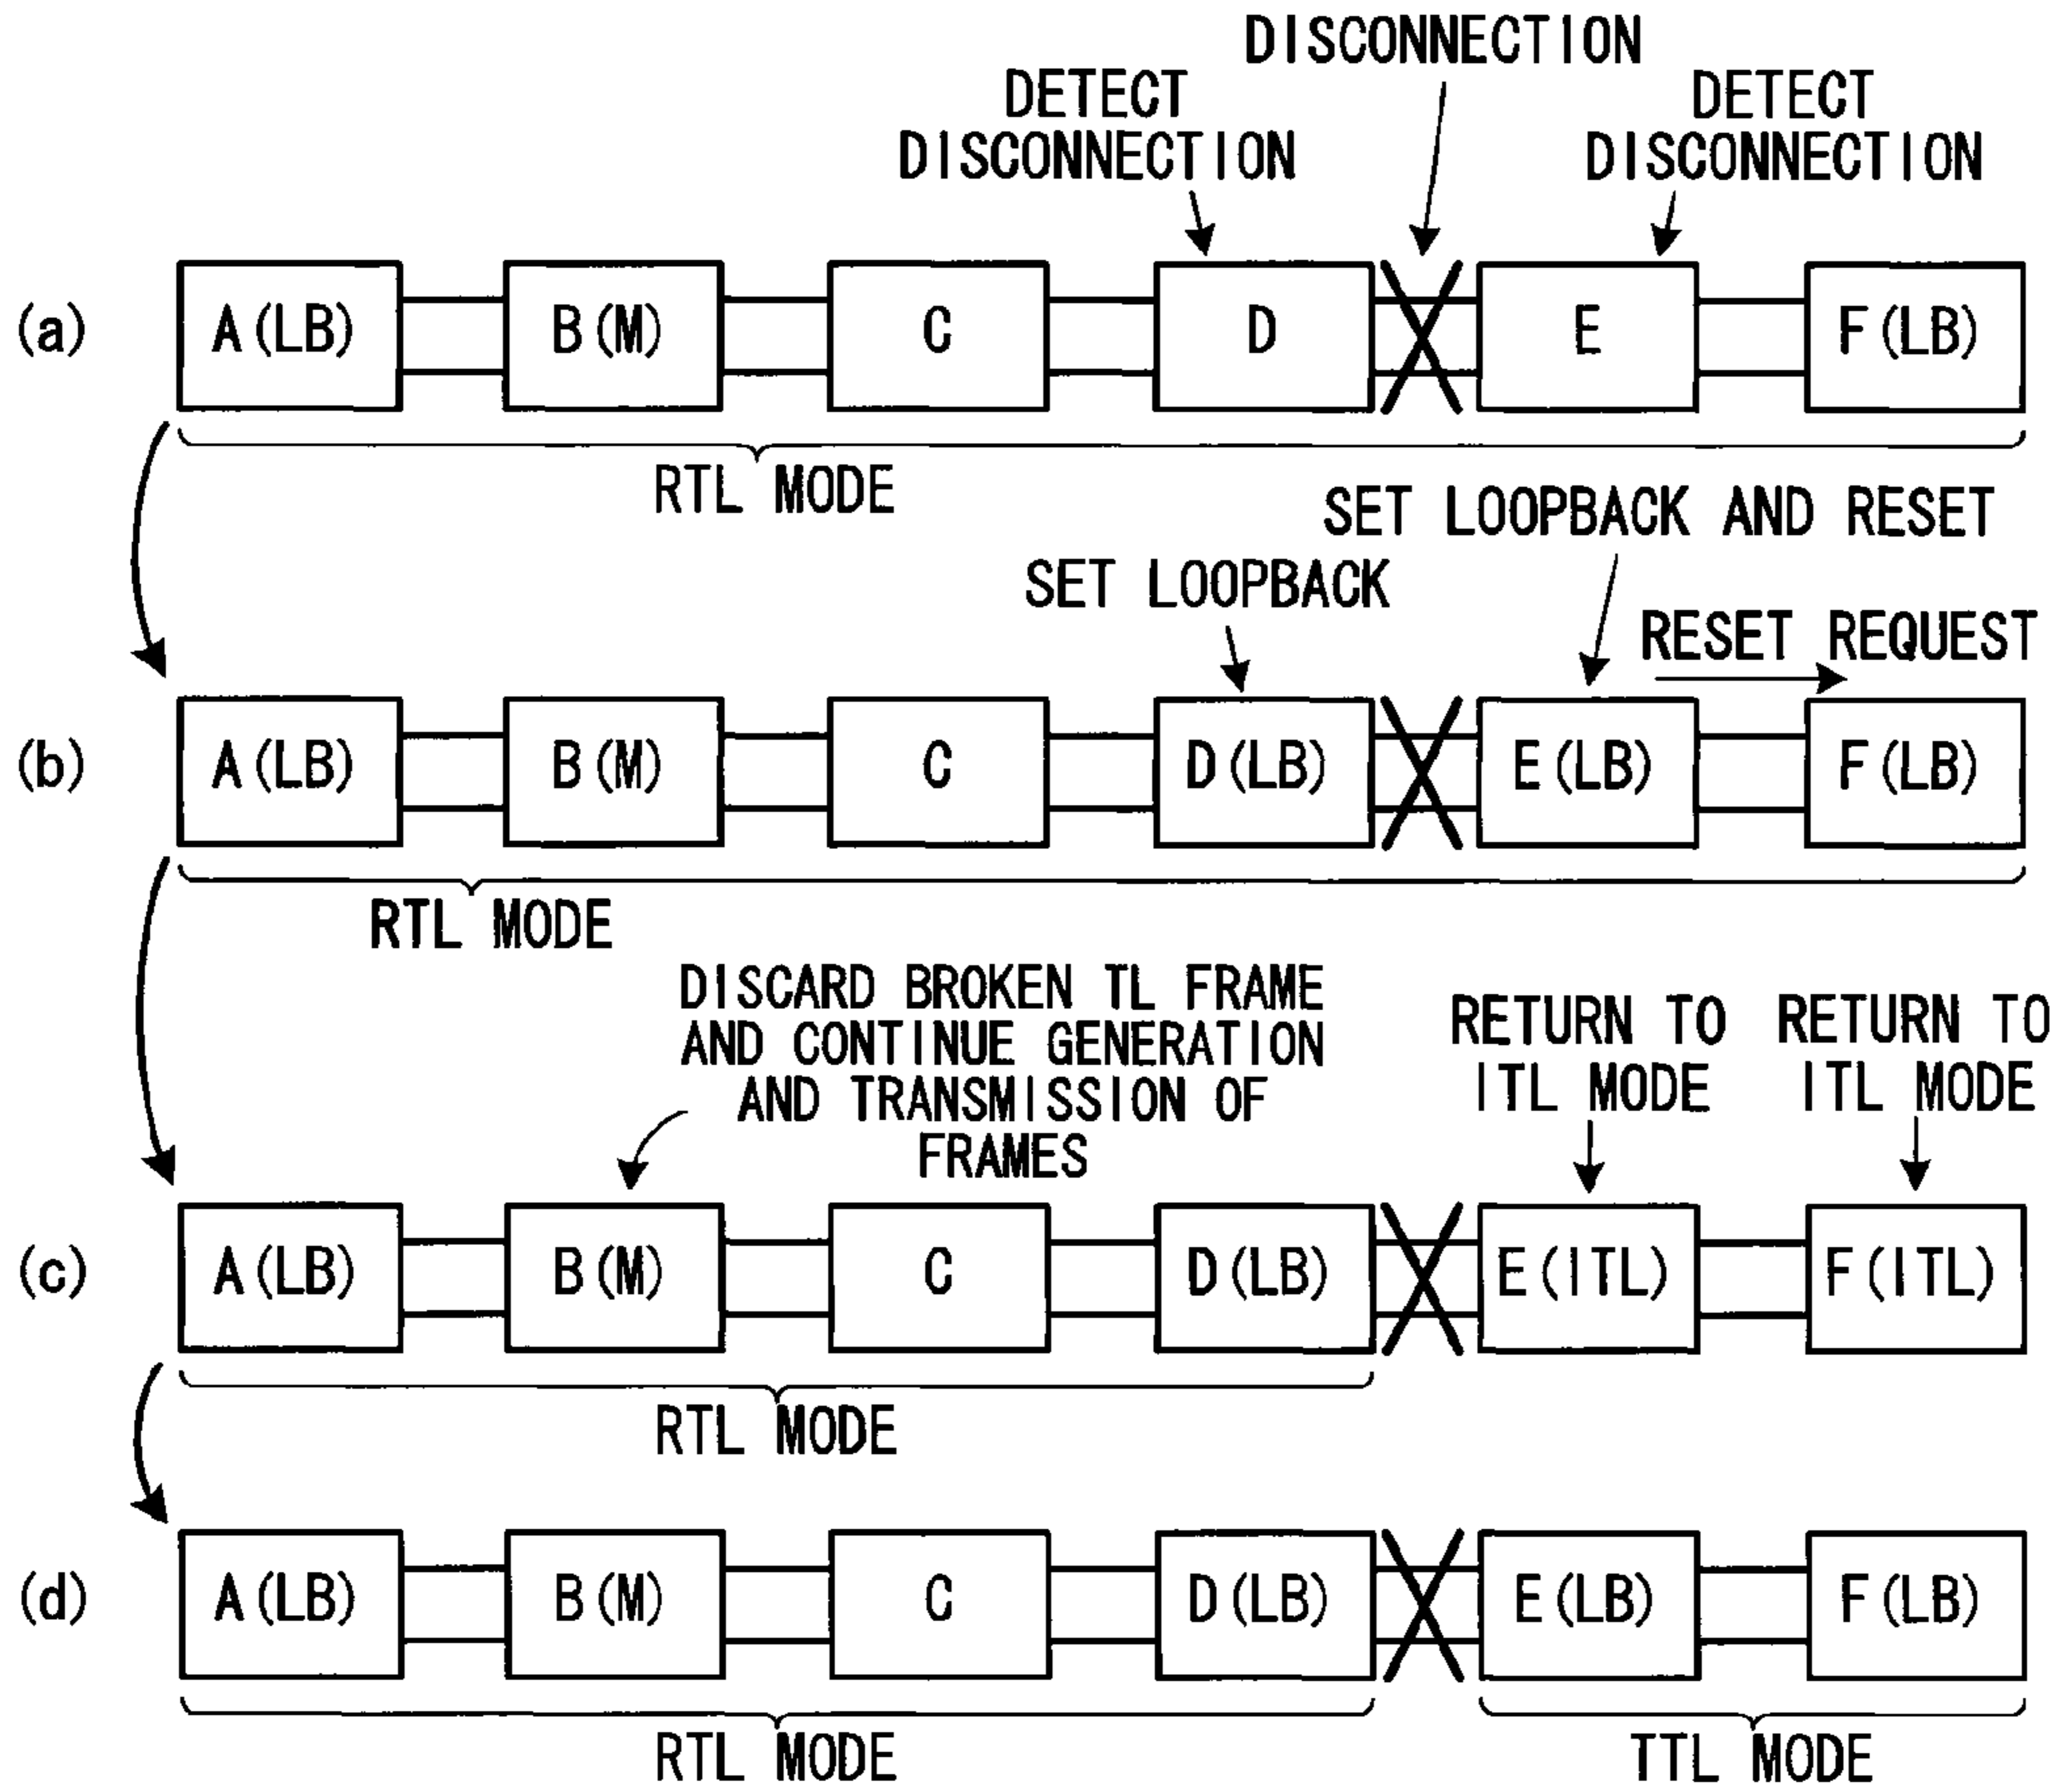 DISCONNECTION
DETECT
DISCONNECTION
DETECT
DISCONNECTION
(a)
A(LB)
B(M)
C
D
E
F(LB)
RTL MODE
SET LOOPBACK AND RESET
SET LOOPBACK
RESET REQUEST
(b)
A(LB)
B(M)
C
D(LB)
E(LB)
F(LB)
RTL MODE
DISCARD BROKEN TL FRAME
AND CONTINUE GENERATION
AND TRANSMISSION OF
FRAMES
RETURN TO
ITL MODE
RETURN TO
ITL MODE
(c)
A(LB)
B(M)
C
D(LB)
E(ITL)
F(ITL)
RTL MODE
(d)
A(LB)
B(M)
C
D(LB)
E(LB)
F(LB)
RTL MODE
TTL MODE